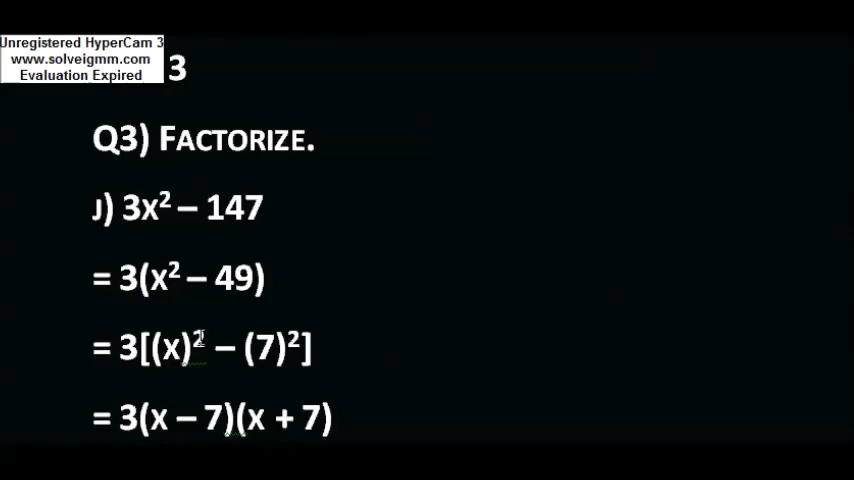 Unregistered HyperCam 3
www.solveigmm.com
Evaluation Expired
3
Q3) FACTORIZE.
J) 3x² – 147
= 3(x² – 49)
= 3[(x)² – (7)²]
= 3(x – 7)(x + 7)